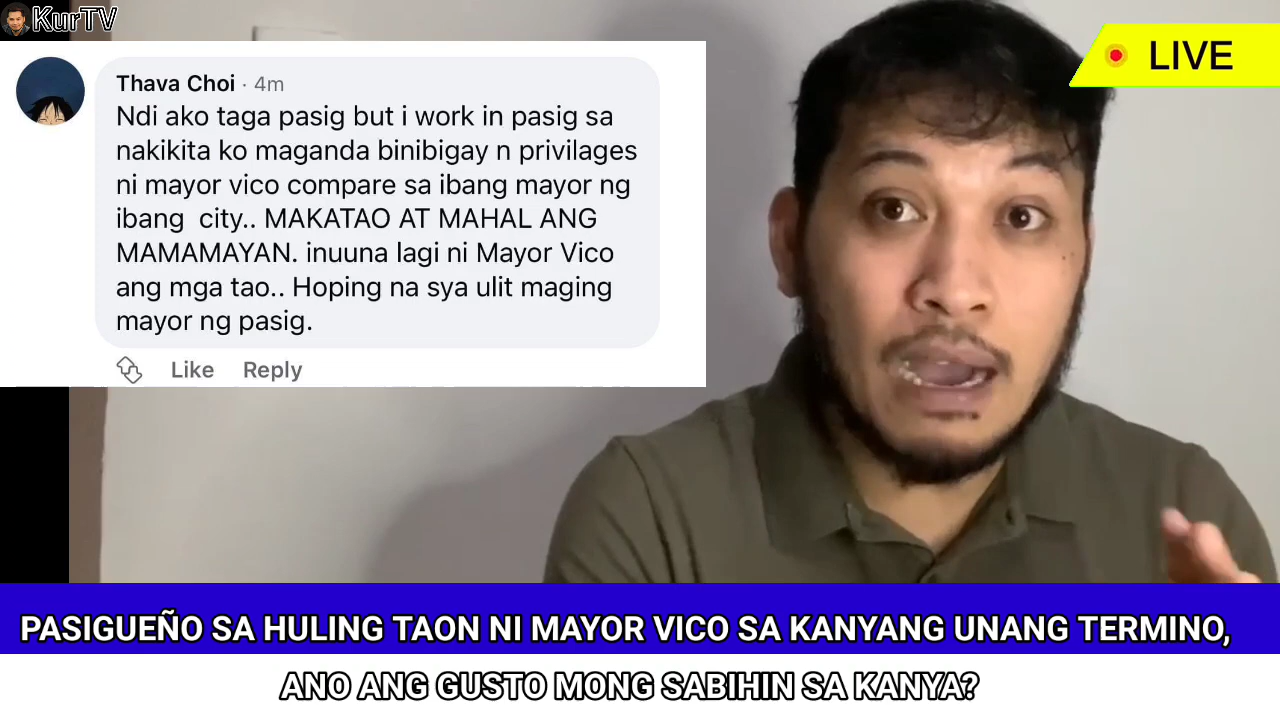 KurTV
LIVE
Thava Choi · 4m
Ndi ako taga pasig but i work in pasig sa
nakikita ko maganda binibigay n privilages
ni mayor vico compare sa ibang mayor ng
ibang city.. MAKATAO AT MAHAL ANG
MAMAMAYAN. inuuna lagi ni Mayor Vico
ang mga tao.. Hoping na sya ulit maging
mayor ng pasig.
Like Reply
PASIGUEÑO SA HULING TAON NI MAYOR VICO SA KANYANG UNANG TERMINO,
ANO ANG GUSTO MONG SABIHIN SA KANYA?